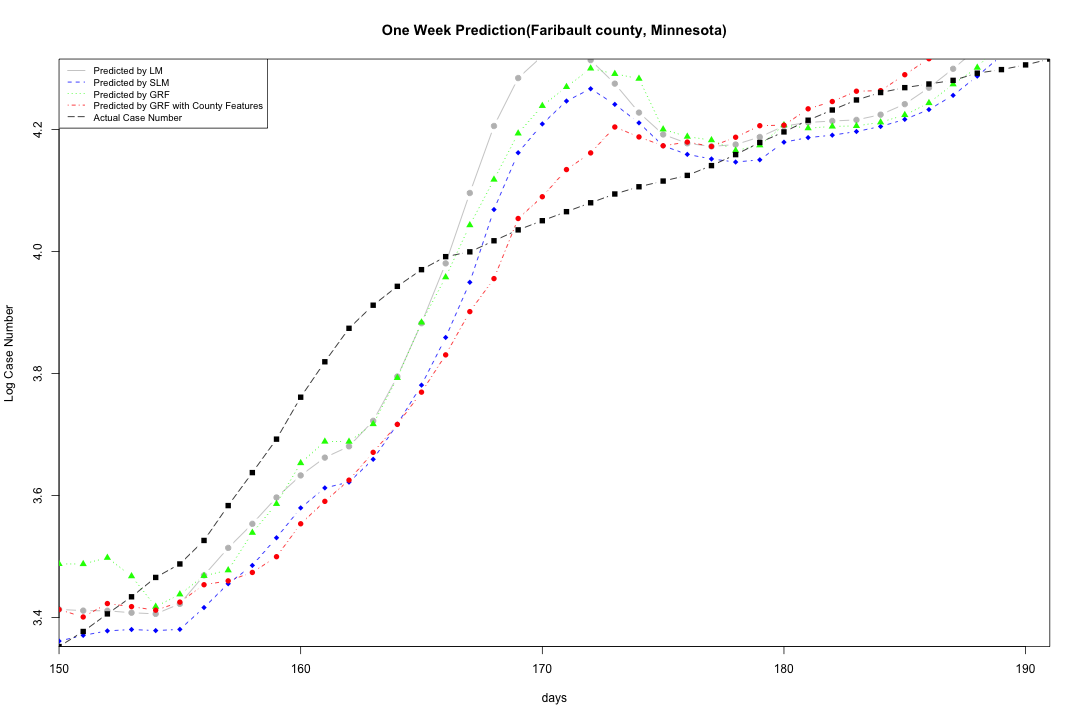 One Week Prediction(Faribault county, Minnesota)
Predicted by LM
Predicted by SLM
Predicted by GRF
Predicted by GRF with County Features
Actual Case Number
Log Case Number
4.2
4.0
3.8
3.6
3.4
150 160 170 180 190
days